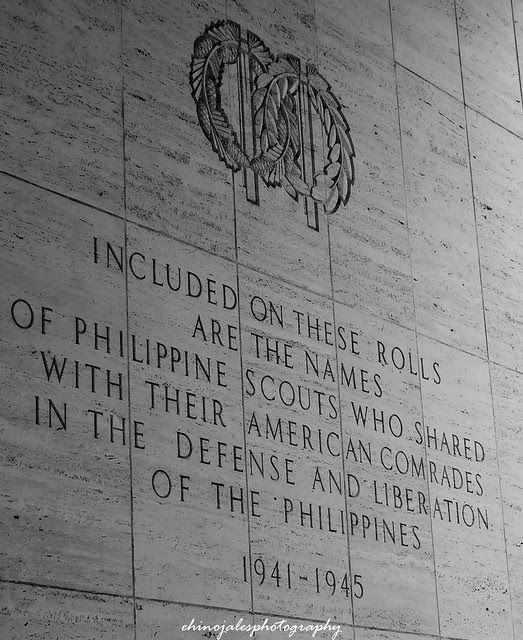 INCLUDED ON THESE ROLLS
ARE THE NAMES
OF PHILIPPINE SCOUTS WHO SHARED
WITH THEIR AMERICAN COMRADES
IN THE DEFENSE AND LIBERATION
OF THE PHILIPPINES
1941-1945
chinojalesphotography